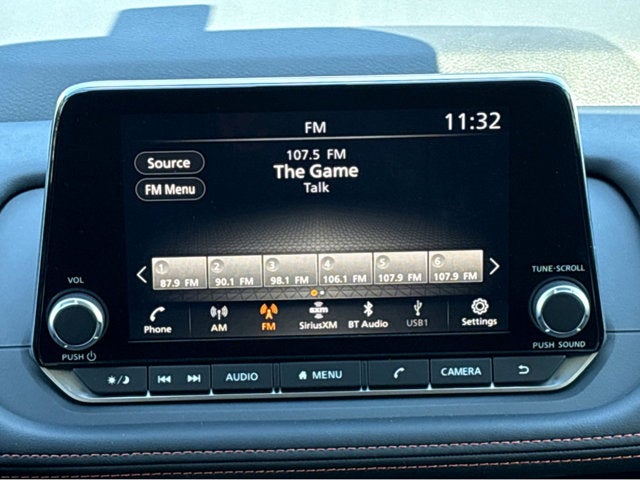 FM
11:32
Source
107.5 FM
The Game
FM Menu
Talk
1 2 3 4 5 6
87.9 FM 90.1 FM 98.1 FM 106.1 FM 107.9 FM 107.9 FM
VOL
TUNE·SCROLL
Phone AM FM SiriusXM BT Audio USB1 Settings
sxm
PUSH
PUSH SOUND
AUDIO MENU CAMERA